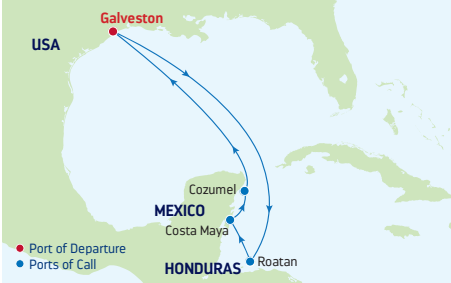 Galveston
USA
Cozumel
MEXICO
Costa Maya
Port of Departure
Ports of Call
HONDURAS
Roatan